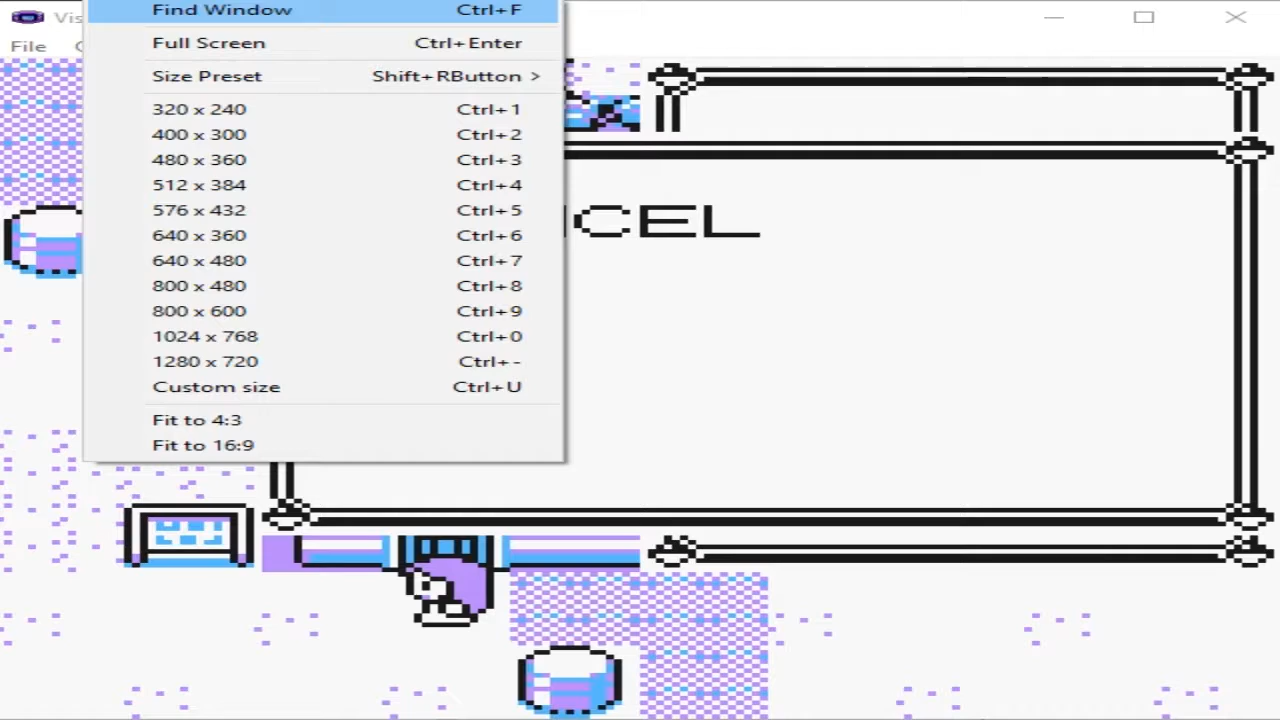 Vis
File
Find Window Ctrl+F
Full Screen Ctrl+Enter
Size Preset Shift+RButton >
320 x 240 Ctrl+1
400 x 300 Ctrl+2
480 x 360 Ctrl+3
512 x 384 Ctrl+4
576 x 432 Ctrl+5
640 x 360 Ctrl+6
640 x 480 Ctrl+7
800 x 480 Ctrl+8
800 x 600 Ctrl+9
1024 x 768 Ctrl+0
1280 x 720 Ctrl+-
Custom size Ctrl+U
Fit to 4:3
Fit to 16:9
CEL